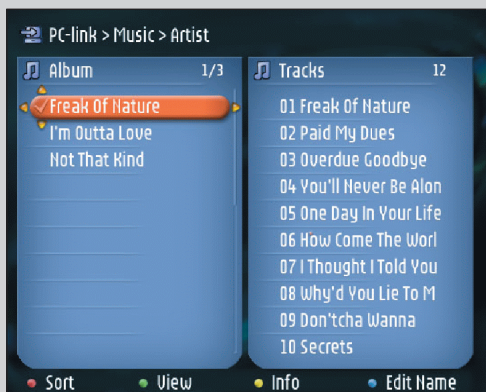 PC-link > Music > Artist
Album 1/3
Freak Of Nature
I'm Outta Love
Not That Kind
Tracks 12
01 Freak Of Nature
02 Paid My Dues
03 Overdue Goodbye
04 You'll Never Be Alon
05 One Day In Your Life
06 How Come The Worl
07 I Thought I Told You
08 Why'd You Lie To M
09 Don'tcha Wanna
10 Secrets
Sort View Info Edit Name